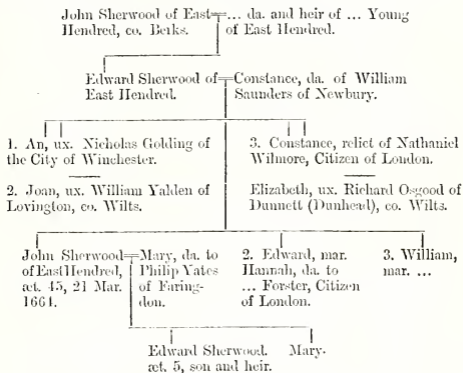 John Sherwood of East=... da. and heir of ... Young
Hendred, co. Berks. of East Hendred.
Edward Sherwood of=Constance, da. of William
East Hendred. Saunders of Newbury.
1. An, ux. Nicholas Golding of
the City of Winchester.
2. Joan, ux. William Yalden of
Lovington, co. Wilts.
3. Constance, relict of Nathaniel
Wilmore, Citizen of London.
Elizabeth, ux. Richard Osgood of
Dunnett (Dunhead), co. Wilts.
John Sherwood=
of East Hendred,
æt. 45, 21 Mar.
1664.
Mary, da. to
Philip Yates
of Faring-
don.
2. Edward, mar.
Hannah, da. to
... Forster, Citizen
of London.
3. William,
mar. ...
Edward Sherwood.
æt. 5, son and heir.
Mary.